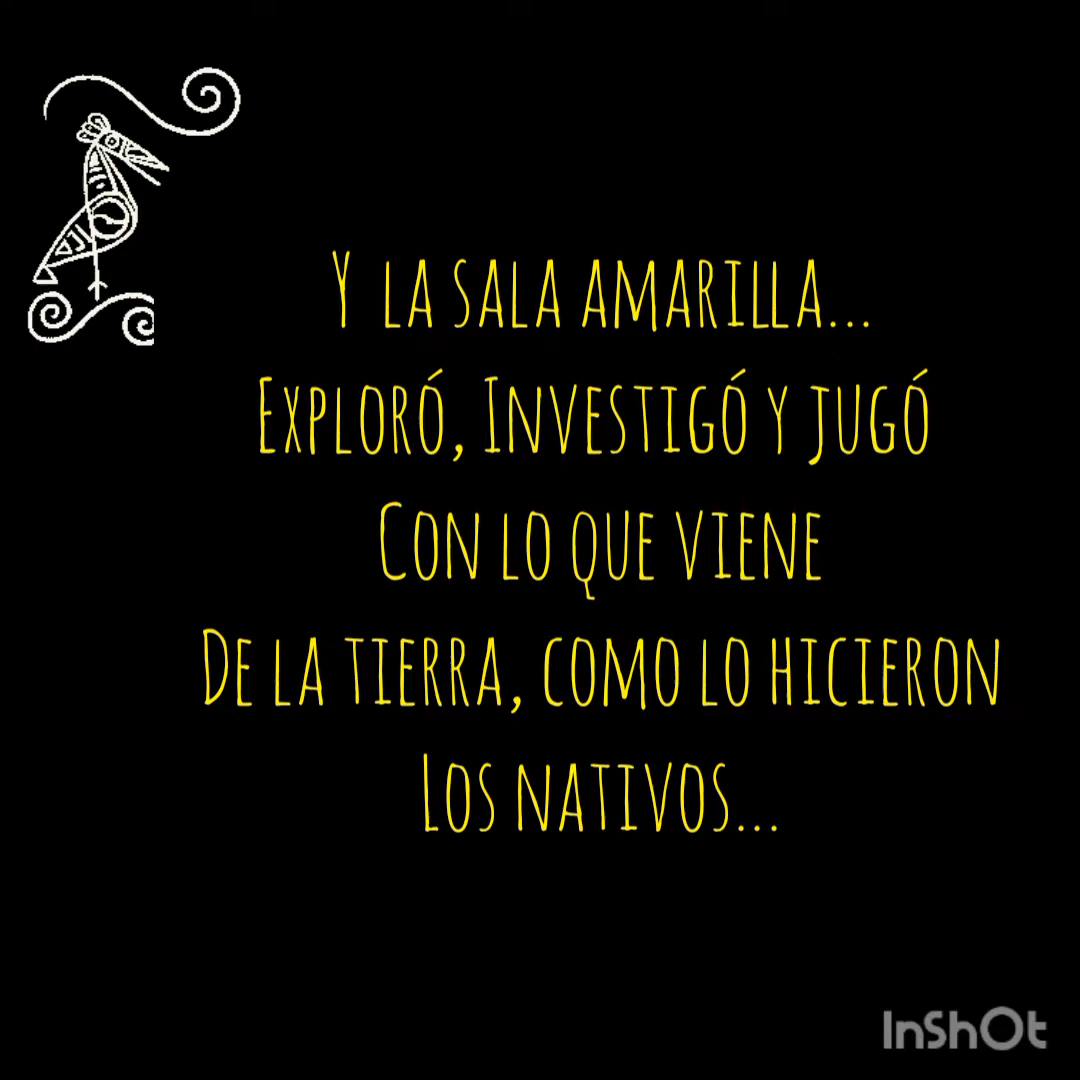 Y LA SALA AMARILLA...
EXPLORÓ, INVESTIGÓ Y JUGÓ
CON LO QUE VIENE
DE LA TIERRA, COMO LO HICIERON
LOS NATIVOS...
InShOt